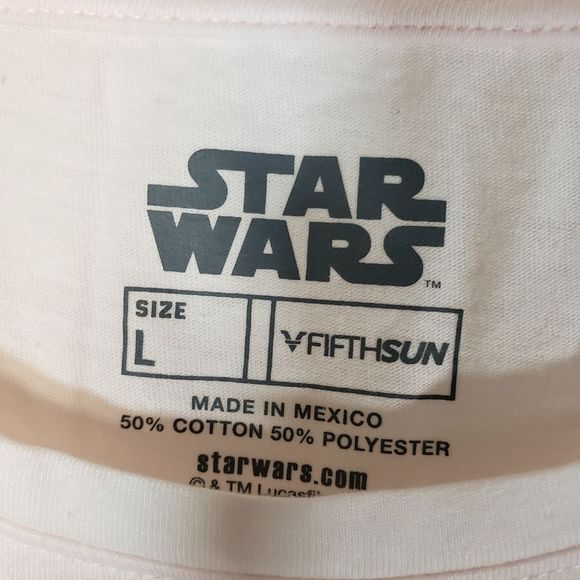 STAR
WARS
TM
SIZE
L
FIFTHSUN
MADE IN MEXICO
50% COTTON 50% POLYESTER
starwars.com
© & TM